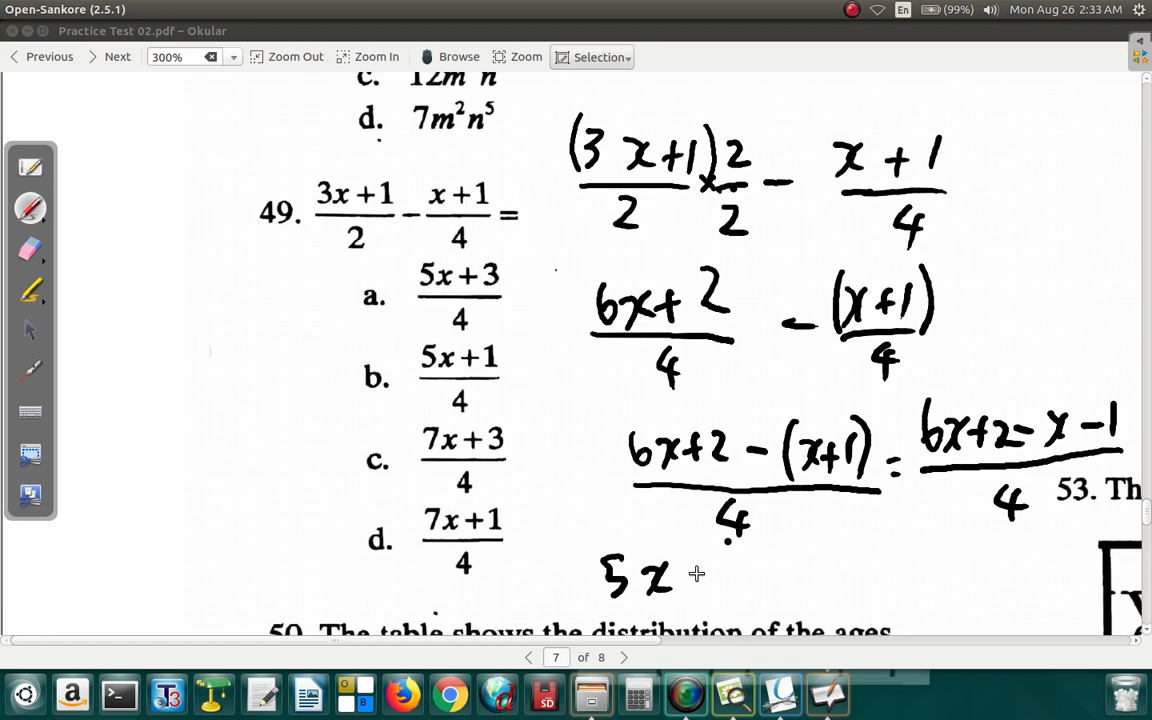 Open-Sankore (2.5.1)
En (99%) Mon Aug 26 2:33 AM
Practice Test 02.pdf – Okular
Previous Next 300% Zoom Out Zoom In Browse Zoom Selection
c. 12m n
d. 7m²n⁵
49. (3x+1)/2 − (x+1)/4 =
a. (5x+3)/4
b. (5x+1)/4
c. (7x+3)/4
d. (7x+1)/4
(3x+1)/2 × 2/2 − (x+1)/4
(6x+2)/4 − (x+1)/4
(6x+2 − (x+1))/4 = (6x+2 − x − 1)/4
5x
53. Th
50. The table shows the distribution of the ages
7 of 8